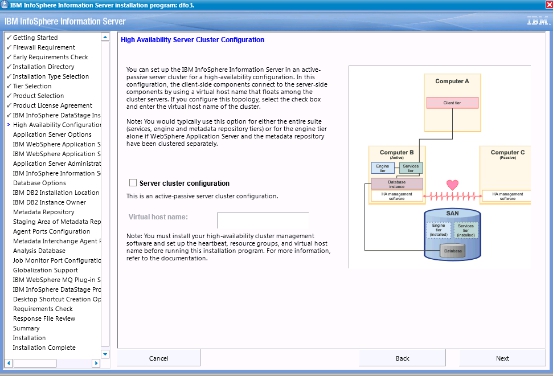 IBM InfoSphere Information Server installation program: dfo3.
IBM InfoSphere Information Server
IBM.
Getting Started
Firewall Requirement
Early Requirements Check
Installation Directory
Installation Type Selection
Tier Selection
Product Selection
Product License Agreement
IBM InfoSphere DataStage Ins
High Availability Configuration
Application Server Options
IBM WebSphere Application S
IBM WebSphere Application S
Application Server Administrat
IBM InfoSphere Information S
Database Options
IBM DB2 Installation Location
IBM DB2 Instance Owner
Metadata Repository
Staging Area of Metadata Rep
Agent Ports Configuration
Metadata Interchange Agent P
Analysis Database
Job Monitor Port Configuratio
Globalization Support
IBM WebSphere MQ Plug-in S
IBM InfoSphere DataStage Pro
Desktop Shortcut Creation Op
Requirements Check
Response File Review
Summary
Installation
Installation Complete
High Availability Server Cluster Configuration
You can set up the IBM InfoSphere Information Server in an active-
passive server cluster for a high-availability configuration. In this
configuration, the client-side components connect to the server-side
components by using a virtual host name that floats among the
cluster servers. If you configure this topology, select the check box
and enter the virtual host name of the cluster.
Note: You would typically use this option for either the entire suite
(services, engine and metadata repository tiers) or for the engine tier
alone if WebSphere Application Server and the metadata repository
have been clustered separately.
Server cluster configuration
This is an active-passive server cluster configuration.
Virtual host name:
Note: You must install your high-availability cluster management
software and set up the heartbeat, resource groups, and virtual host
name before running this installation program. For more information,
refer to the documentation.
Computer A
Client tier
Computer B
(Active)
Engine
tier
Services
tier
Database
instance
HA management
software
Computer C
(Passive)
HA management
software
SAN
Engine
tier
(installed)
Services
tier
(installed)
Database
Cancel
Back
Next